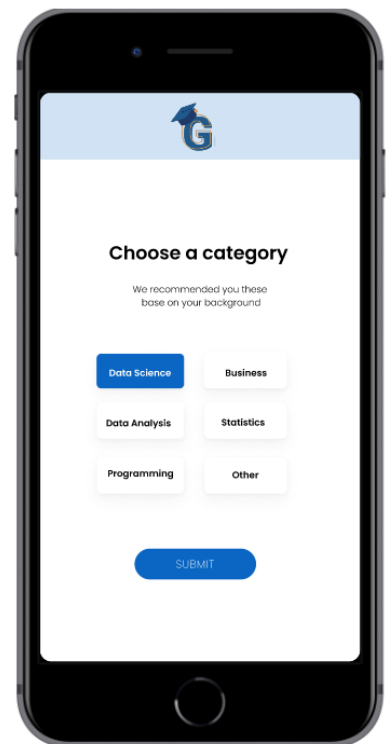 G
Choose a category
We recommended you these
base on your background
Data Science
Business
Data Analysis
Statistics
Programming
Other
SUBMIT